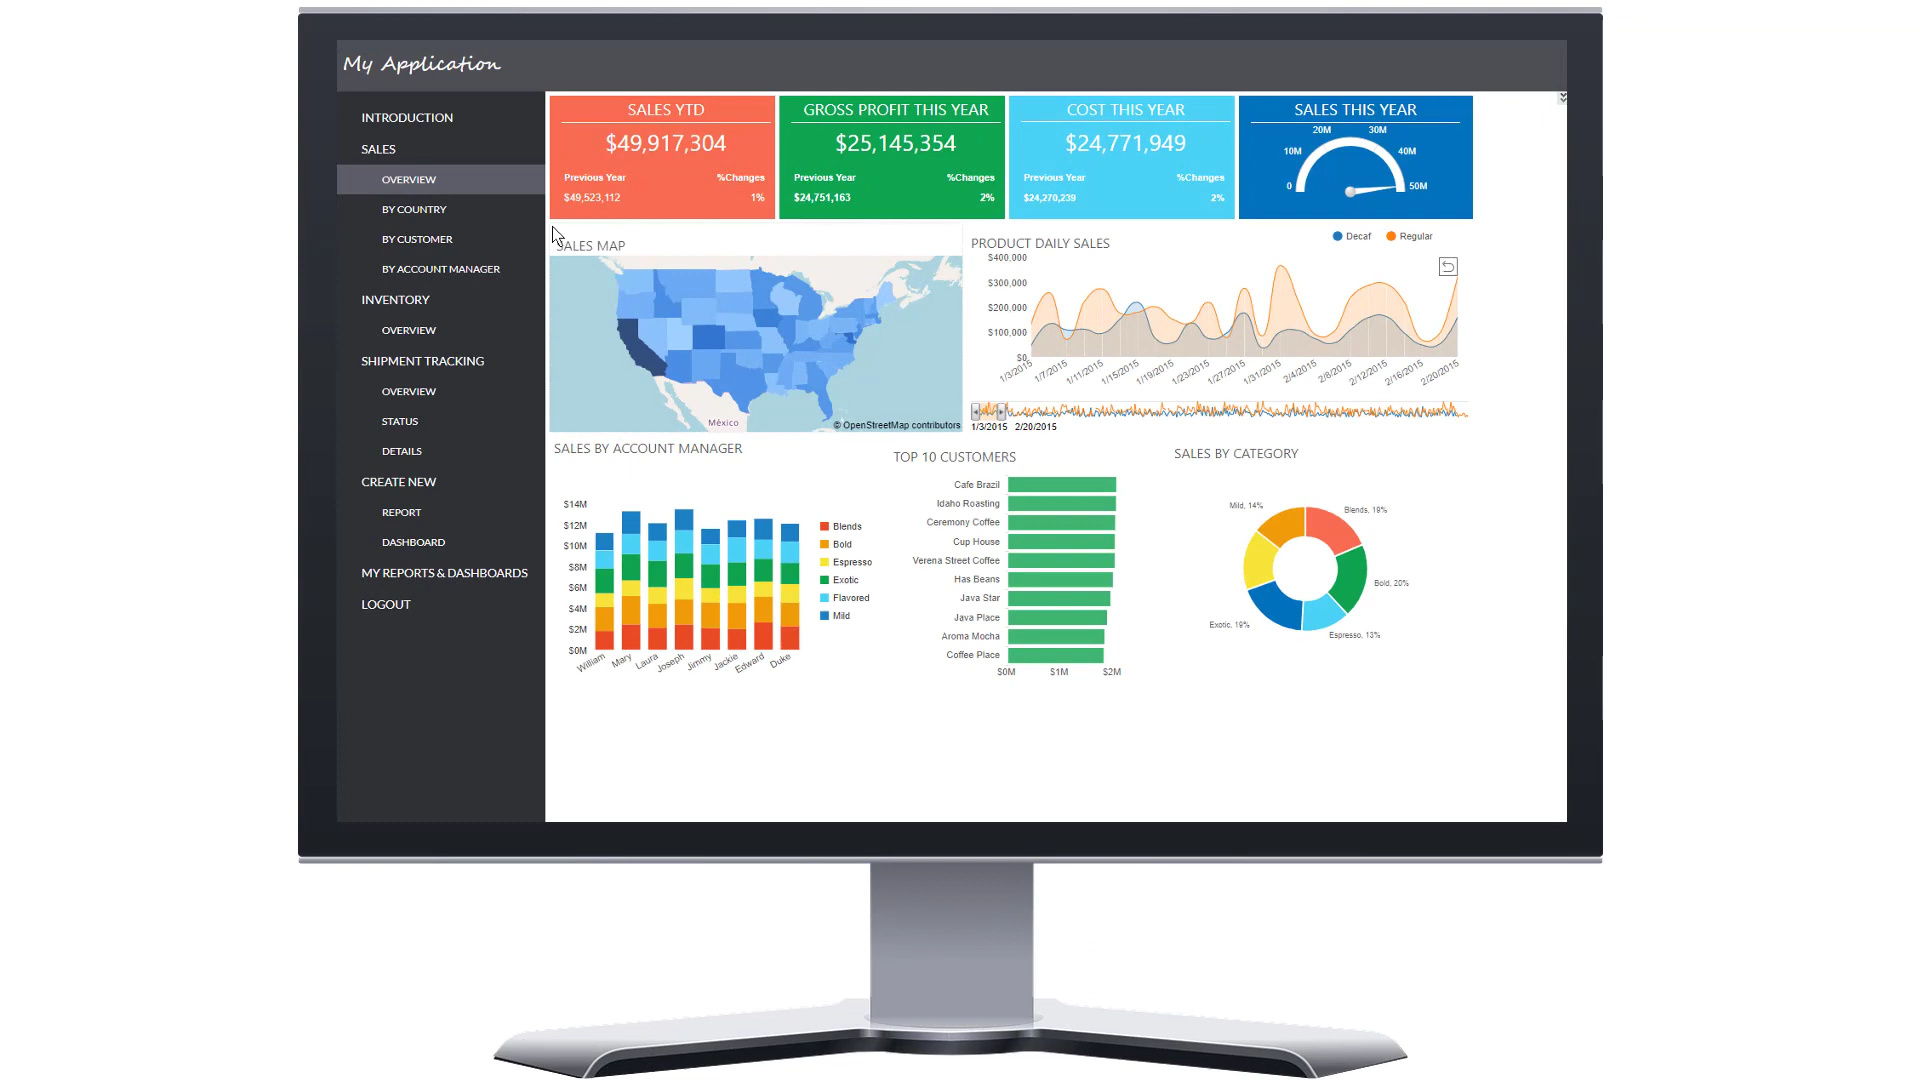 My Application
INTRODUCTION
SALES
OVERVIEW
BY COUNTRY
BY CUSTOMER
BY ACCOUNT MANAGER
INVENTORY
OVERVIEW
SHIPMENT TRACKING
OVERVIEW
STATUS
DETAILS
CREATE NEW
REPORT
DASHBOARD
MY REPORTS & DASHBOARDS
LOGOUT
SALES YTD
$49,917,304
Previous Year %Changes
$49,523,112 1%
GROSS PROFIT THIS YEAR
$25,145,354
Previous Year %Changes
$24,751,163 2%
COST THIS YEAR
$24,771,949
Previous Year %Changes
$24,270,239 2%
SALES THIS YEAR
20M 30M
10M 40M
0 50M
SALES MAP
México
© OpenStreetMap contributors
PRODUCT DAILY SALES
Decaf Regular
$400,000
$300,000
$200,000
$100,000
$0
1/3/2015 1/7/2015 1/11/2015 1/15/2015 1/19/2015 1/23/2015 1/27/2015 1/31/2015 2/4/2015 2/8/2015 2/12/2015 2/16/2015 2/20/2015
1/3/2015 2/20/2015
SALES BY ACCOUNT MANAGER
$14M
$12M
$10M
$8M
$6M
$4M
$2M
$0M
William Mary Laura Joseph Jimmy Jackie Edward Duke
Blends
Bold
Espresso
Exotic
Flavored
Mild
TOP 10 CUSTOMERS
Cafe Brazil
Idaho Roasting
Ceremony Coffee
Cup House
Verena Street Coffee
Has Beans
Java Star
Java Place
Aroma Mocha
Coffee Place
$0M $1M $2M
SALES BY CATEGORY
Mild, 14%
Blends, 19%
Bold, 20%
Exotic, 19%
Espresso, 13%